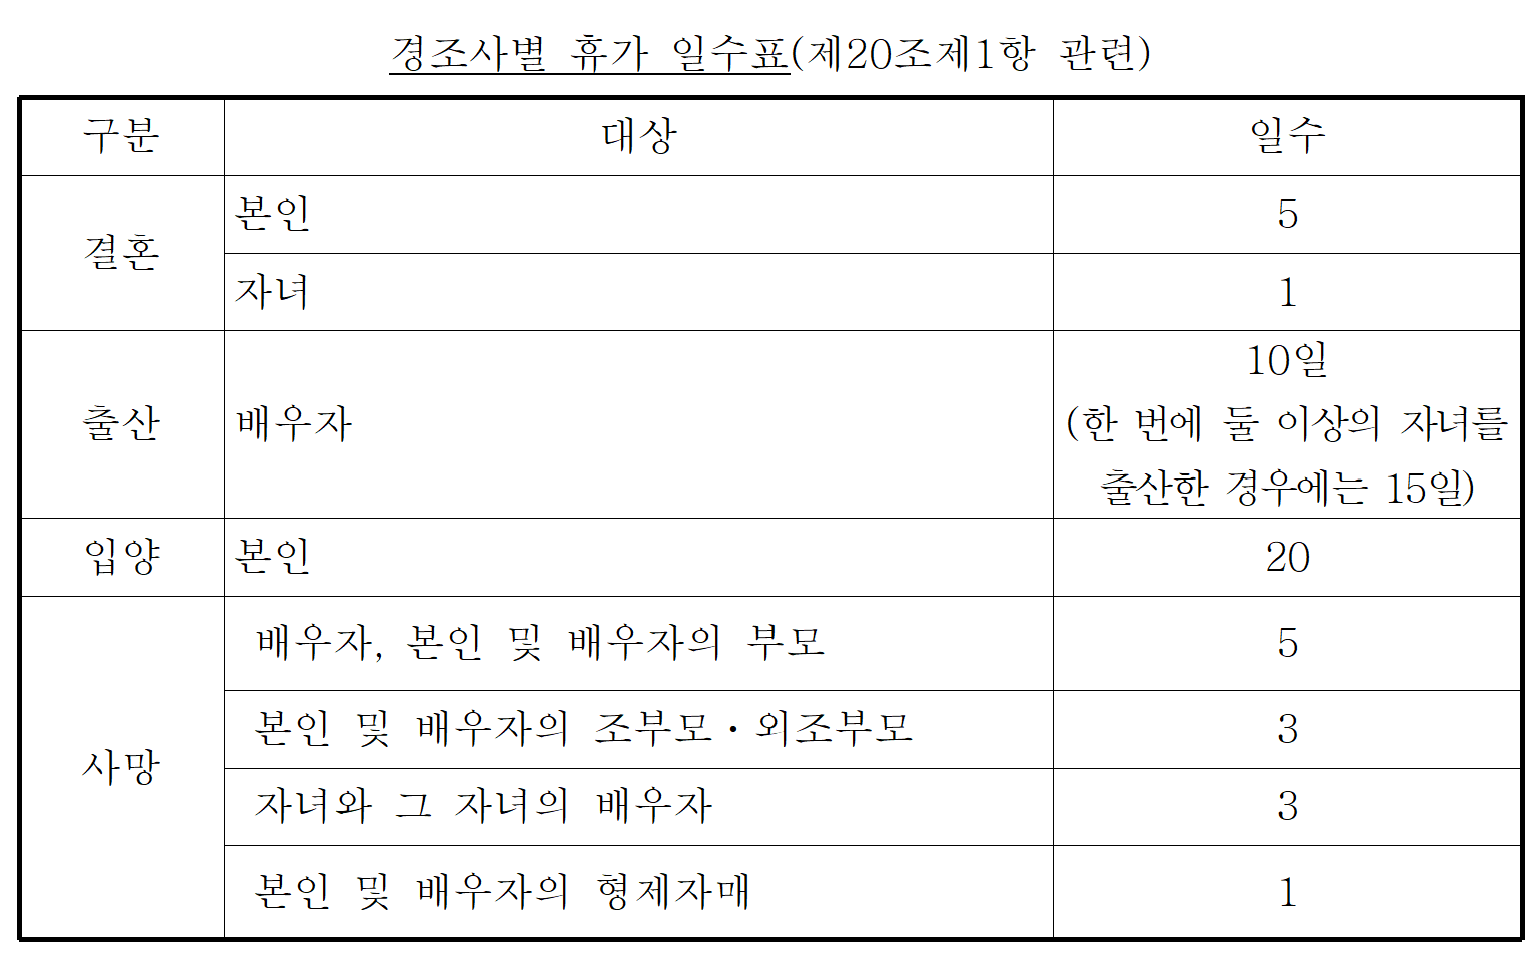 경조사별 휴가 일수표(제20조제1항 관련)
구분 대상 일수
결혼 본인 5
자녀 1
출산 배우자 10일
(한 번에 둘 이상의 자녀를
출산한 경우에는 15일)
입양 본인 20
사망 배우자, 본인 및 배우자의 부모 5
본인 및 배우자의 조부모·외조부모 3
자녀와 그 자녀의 배우자 3
본인 및 배우자의 형제자매 1